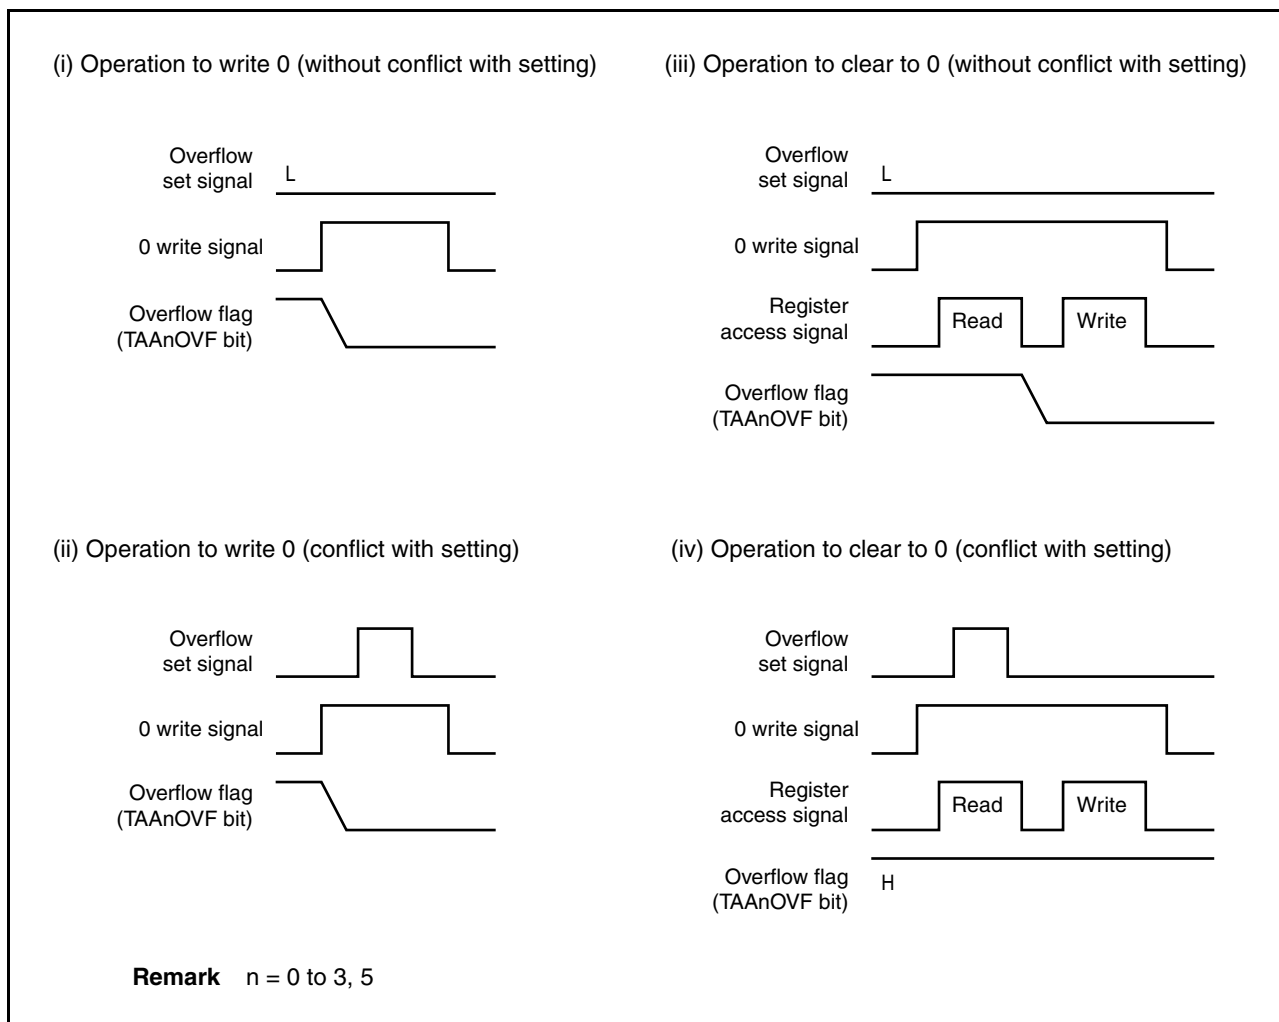 (i) Operation to write 0 (without conflict with setting)
Overflow
set signal
L
0 write signal
Overflow flag
(TAAnOVF bit)
(iii) Operation to clear to 0 (without conflict with setting)
Overflow
set signal
L
0 write signal
Register
access signal
Read
Write
Overflow flag
(TAAnOVF bit)
(ii) Operation to write 0 (conflict with setting)
Overflow
set signal
0 write signal
Overflow flag
(TAAnOVF bit)
(iv) Operation to clear to 0 (conflict with setting)
Overflow
set signal
0 write signal
Register
access signal
Read
Write
Overflow flag
(TAAnOVF bit)
H
Remark n = 0 to 3, 5